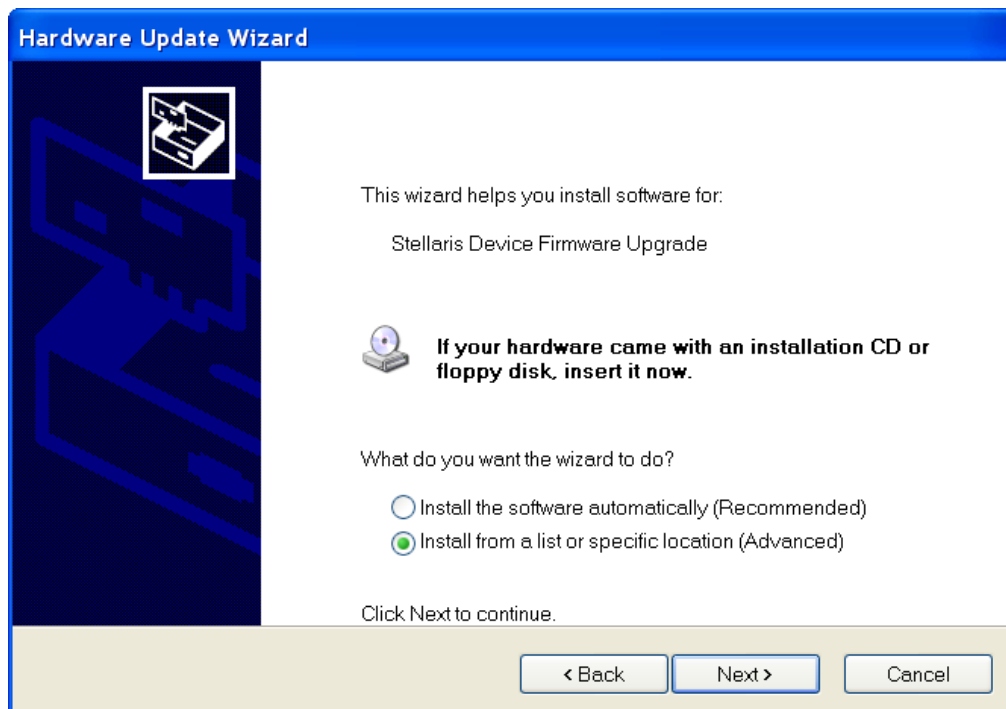 Hardware Update Wizard
This wizard helps you install software for:
Stellaris Device Firmware Upgrade
If your hardware came with an installation CD or
floppy disk, insert it now.
What do you want the wizard to do?
Install the software automatically (Recommended)
Install from a list or specific location (Advanced)
Click Next to continue.
< Back Next > Cancel